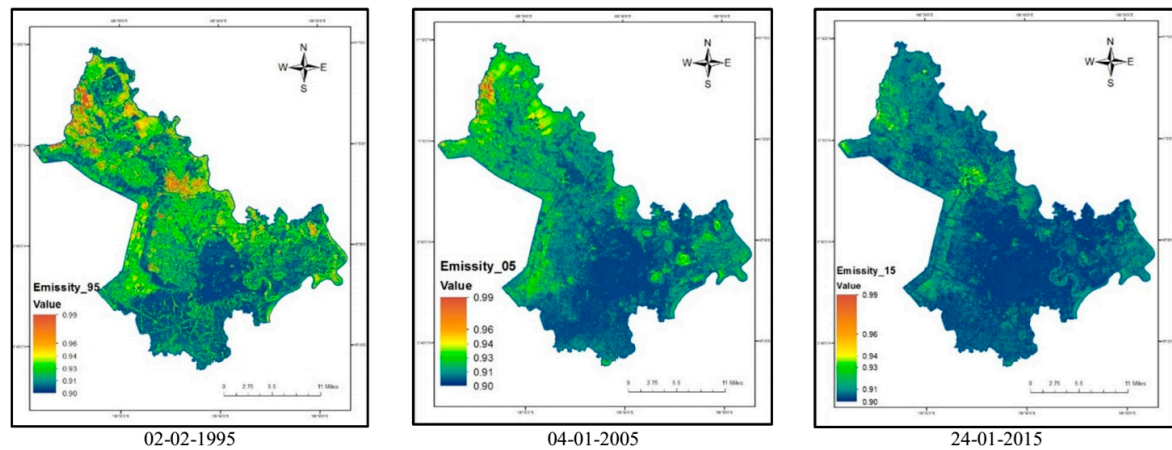 N
W E
S
Emissity_95
Value
0.99
0.96
0.94
0.93
0.91
0.90
0 2.75 5.5 11 Miles
02-02-1995
N
W E
S
Emissity_05
Value
0.99
0.96
0.94
0.93
0.91
0.90
0 2.75 5.5 11 Miles
04-01-2005
N
W E
S
Emissity_15
Value
0.99
0.96
0.94
0.93
0.91
0.90
0 2.75 5.5 11 Miles
24-01-2015